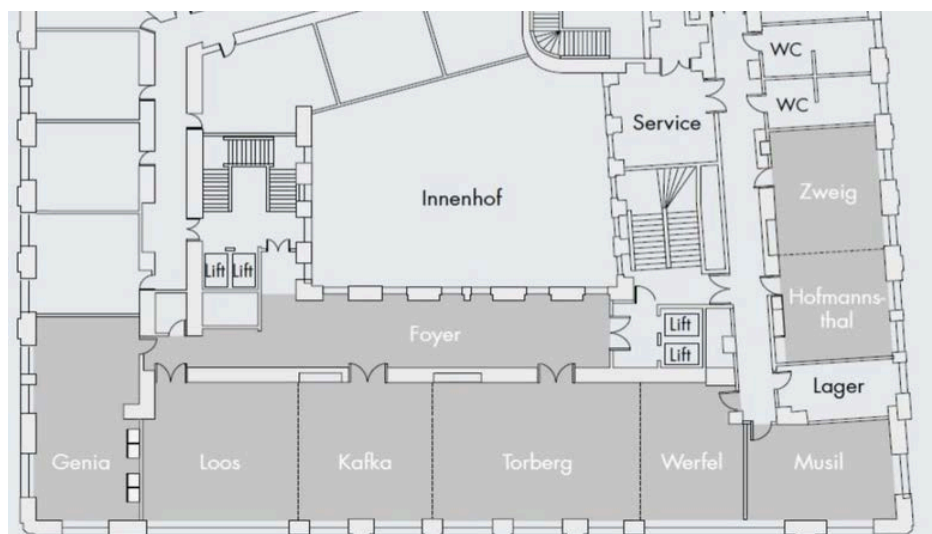 WC
WC
Service
Zweig
Innenhof
Lift Lift
Hofmanns-
thal
Foyer
Lift
Lift
Lager
Genia
Loos
Kafka
Torberg
Werfel
Musil